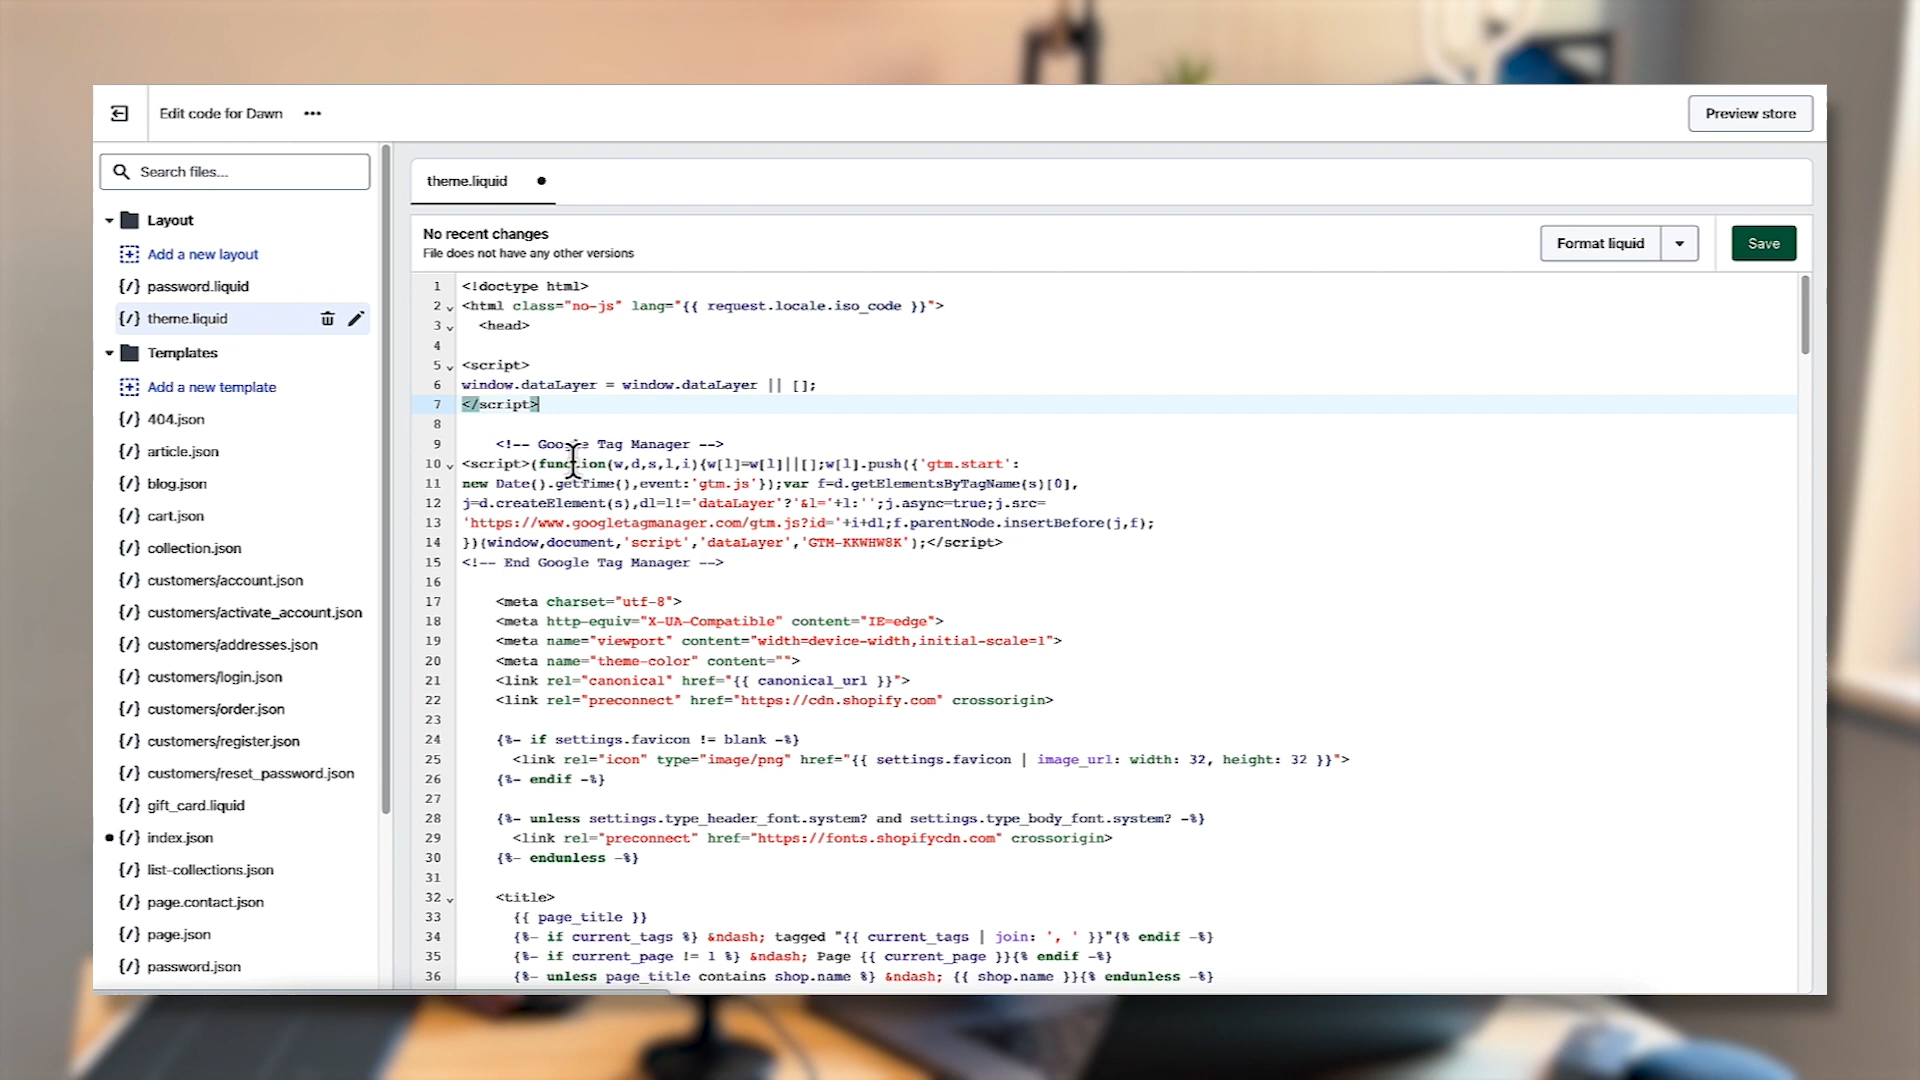 Edit code for Dawn
Preview store
Search files...
Layout
Add a new layout
password.liquid
theme.liquid
Templates
Add a new template
404.json
article.json
blog.json
cart.json
collection.json
customers/account.json
customers/activate_account.json
customers/addresses.json
customers/login.json
customers/order.json
customers/register.json
customers/reset_password.json
gift_card.liquid
index.json
list-collections.json
page.contact.json
page.json
password.json
theme.liquid
No recent changes
File does not have any other versions
Format liquid
Save
1 <!doctype html>
2 <html class="no-js" lang="{{ request.locale.iso_code }}">
3 <head>
4
5 <script>
6 window.dataLayer = window.dataLayer || [];
7 </script>
8
9 <!-- Google Tag Manager -->
10 <script>(function(w,d,s,l,i){w[l]=w[l]||[];w[l].push({'gtm.start':
11 new Date().getTime(),event:'gtm.js'});var f=d.getElementsByTagName(s)[0],
12 j=d.createElement(s),dl=l!='dataLayer'?'&l='+l:'';j.async=true;j.src=
13 'https://www.googletagmanager.com/gtm.js?id='+i+dl;f.parentNode.insertBefore(j,f);
14 })(window,document,'script','dataLayer','GTM-KKWHW8K');</script>
15 <!-- End Google Tag Manager -->
16
17 <meta charset="utf-8">
18 <meta http-equiv="X-UA-Compatible" content="IE=edge">
19 <meta name="viewport" content="width=device-width,initial-scale=1">
20 <meta name="theme-color" content="">
21 <link rel="canonical" href="{{ canonical_url }}">
22 <link rel="preconnect" href="https://cdn.shopify.com" crossorigin>
23
24 {%- if settings.favicon != blank -%}
25 <link rel="icon" type="image/png" href="{{ settings.favicon | image_url: width: 32, height: 32 }}">
26 {%- endif -%}
27
28 {%- unless settings.type_header_font.system? and settings.type_body_font.system? -%}
29 <link rel="preconnect" href="https://fonts.shopifycdn.com" crossorigin>
30 {%- endunless -%}
31
32 <title>
33 {{ page_title }}
34 {%- if current_tags %} &ndash; tagged "{{ current_tags | join: ', ' }}"{% endif -%}
35 {%- if current_page != 1 %} &ndash; Page {{ current_page }}{% endif -%}
36 {%- unless page_title contains shop.name %} &ndash; {{ shop.name }}{% endunless -%}